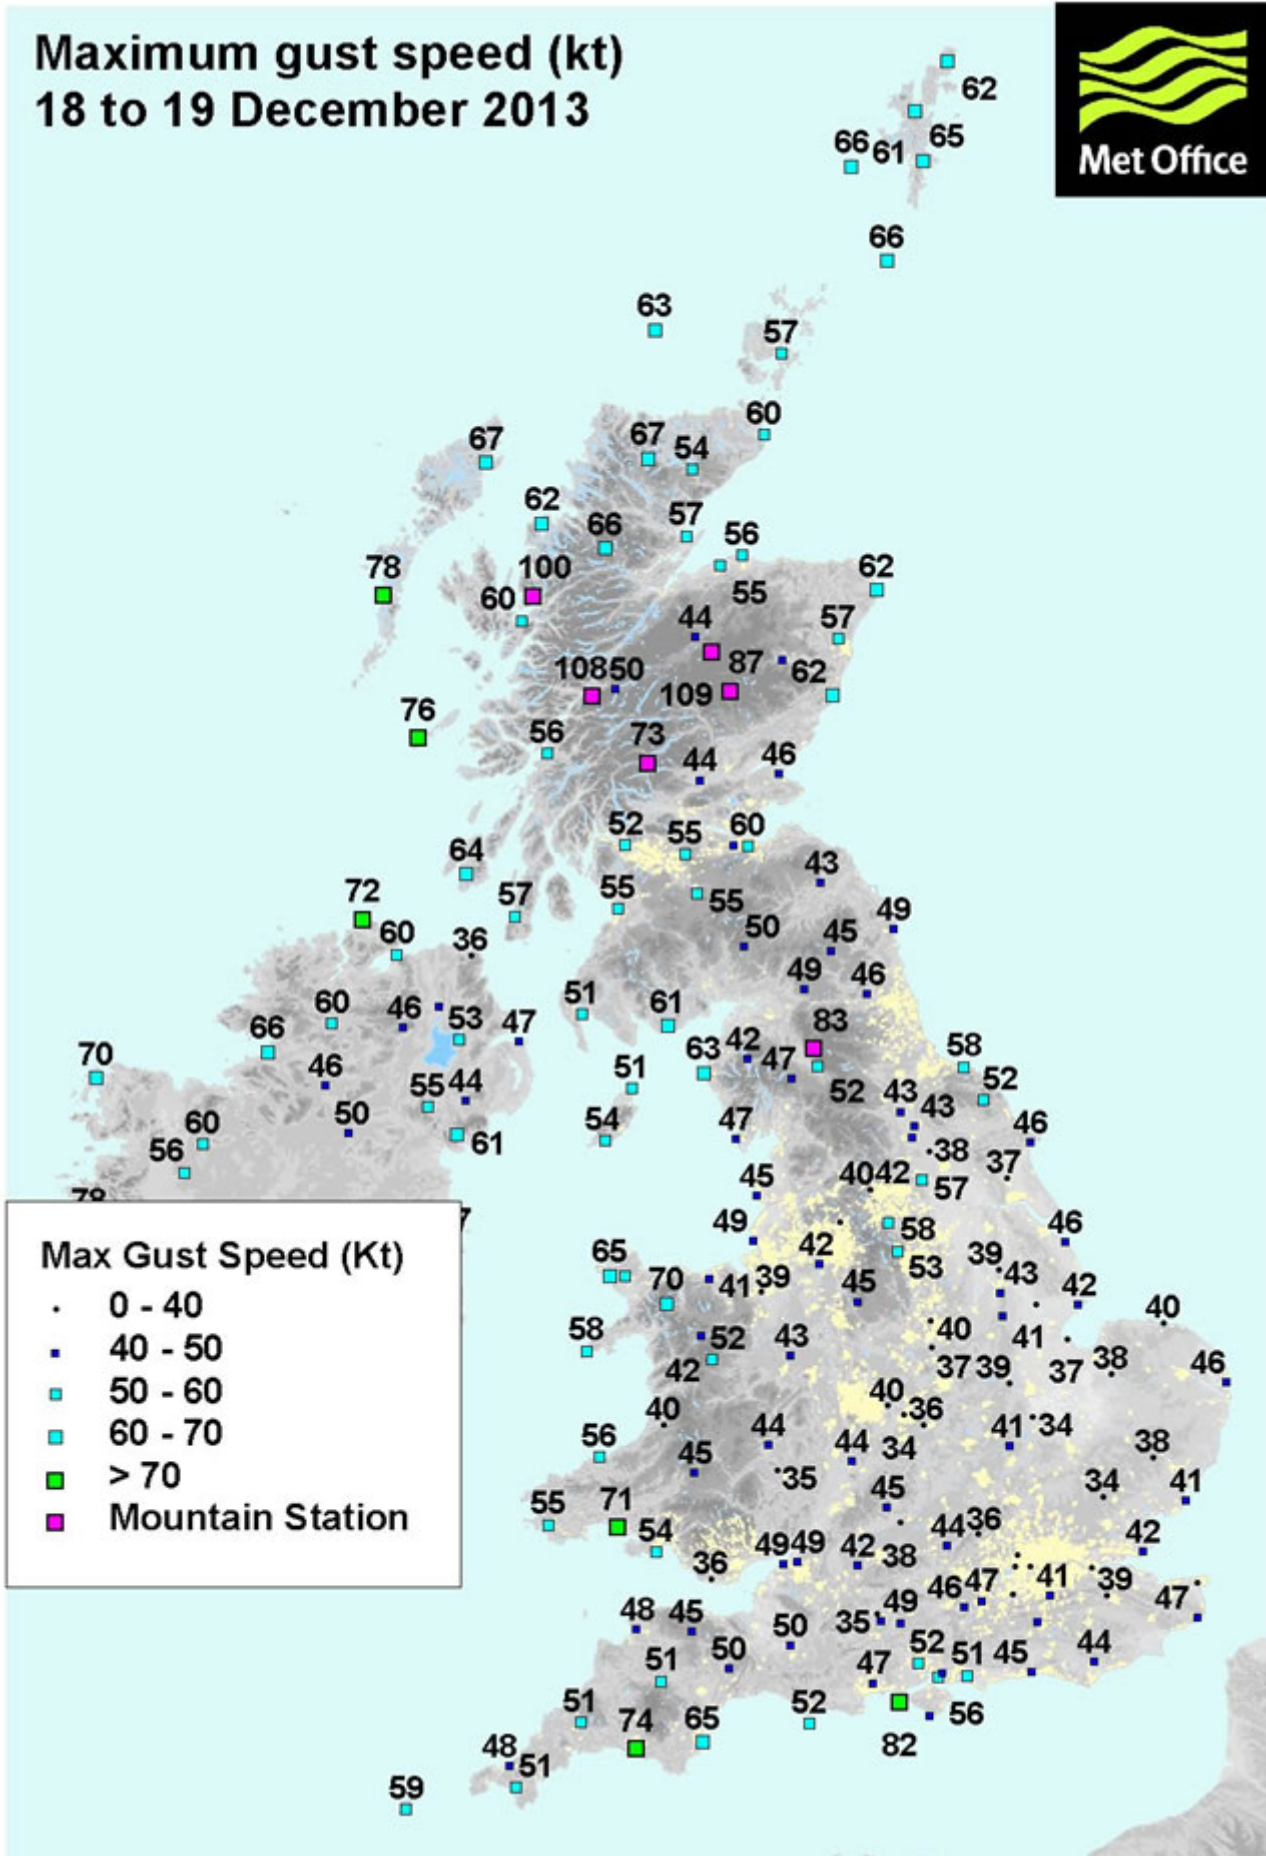 Maximum gust speed (kt)
18 to 19 December 2013
Met Office
62
66 61 65
66
63
57
60
67 67 54
62 66 57 56
78 100 55 62
60 44 57
108 50 109 87 62
76 56 73 44 46
52 55 60
64 43
72 57 55 55 49
60 36 50 45
49 46
60 46 53 47 51 61 83
66 58
70 46 55 44 51 63 42 47 52 43 43 52
60 50 61 54 47 38 46
56 45 40 42 57 37
78 7 49 42 58 46
65 70 41 39 45 53 39 43 42
58 52 43 40 41 40
42 37 39 37 38 46
40 40 36 34
56 45 44 44 34 41 38
35 45 34 41
55 71 54 44 36 42
36 49 49 42 38 41 39
46 47 47
48 45 50 35 49
51 50 47 52 51 45 44
51 74 65 52 82 56
48 51
59
Max Gust Speed (Kt)
0 - 40
40 - 50
50 - 60
60 - 70
> 70
Mountain Station